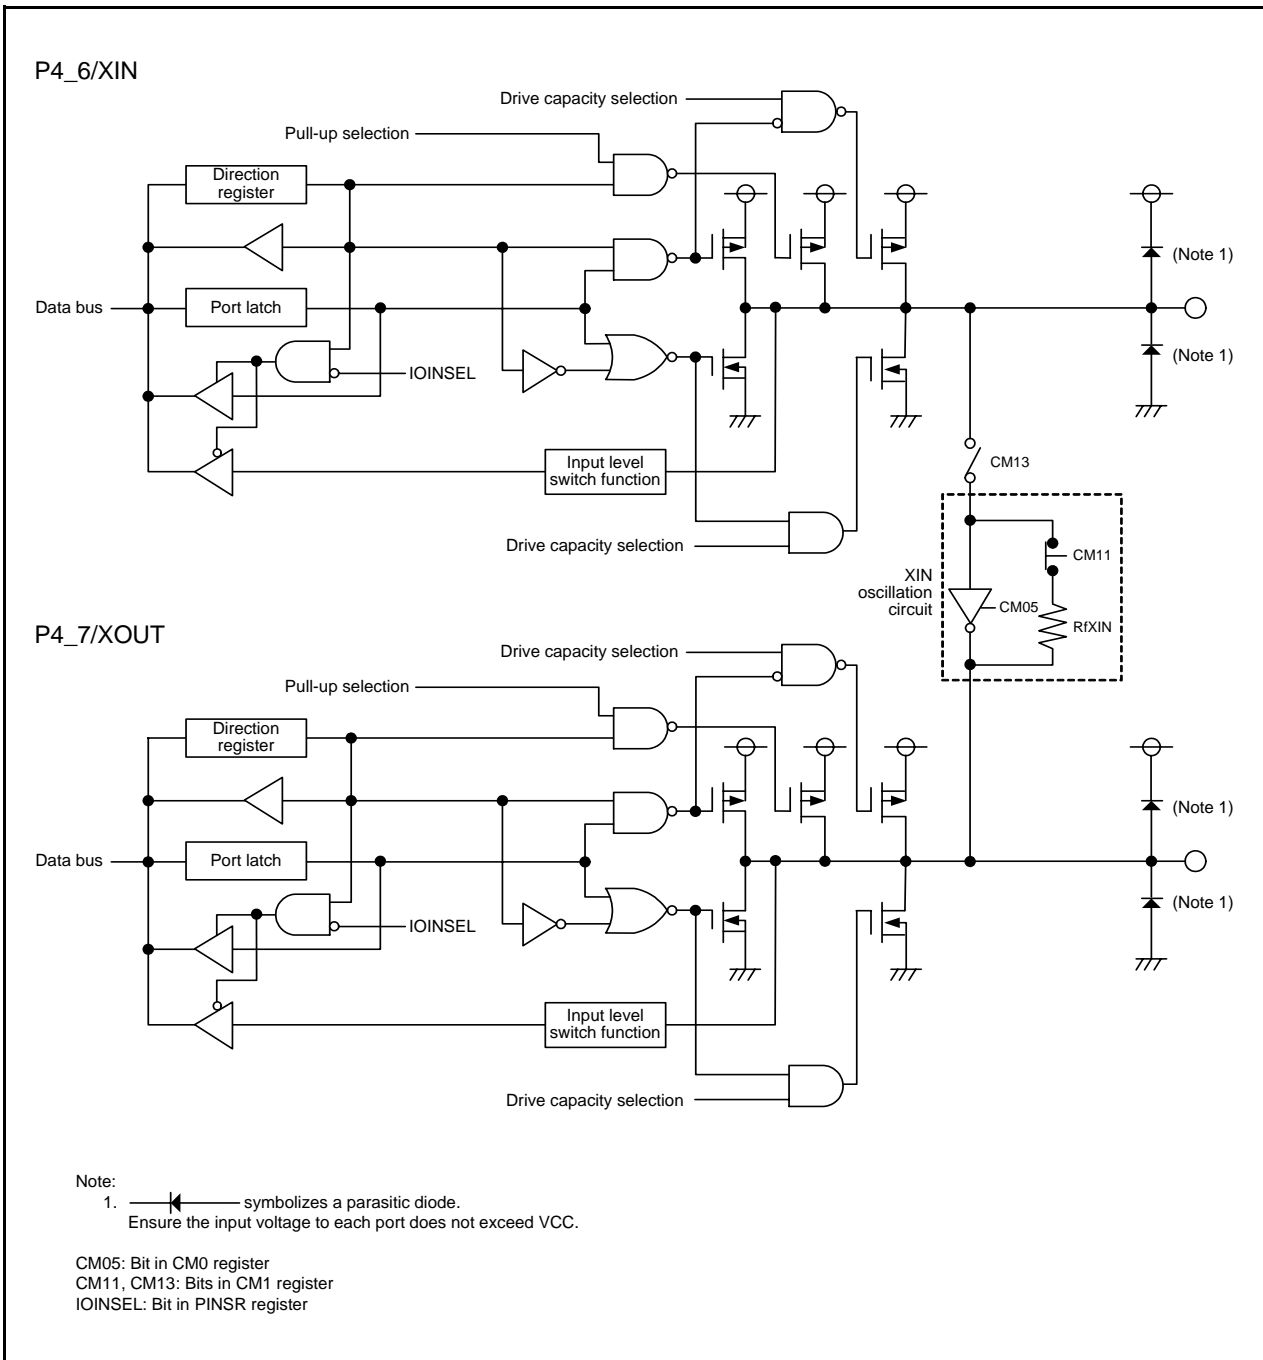 P4_6/XIN
Drive capacity selection
Pull-up selection
Direction
register
(Note 1)
Data bus
Port latch
(Note 1)
IOINSEL
Input level
switch function
CM13
Drive capacity selection
CM11
XIN
oscillation
circuit
CM05
RfXIN
P4_7/XOUT
Drive capacity selection
Pull-up selection
Direction
register
(Note 1)
Data bus
Port latch
(Note 1)
IOINSEL
Input level
switch function
Drive capacity selection
Note:
1. symbolizes a parasitic diode.
Ensure the input voltage to each port does not exceed VCC.
CM05: Bit in CM0 register
CM11, CM13: Bits in CM1 register
IOINSEL: Bit in PINSR register